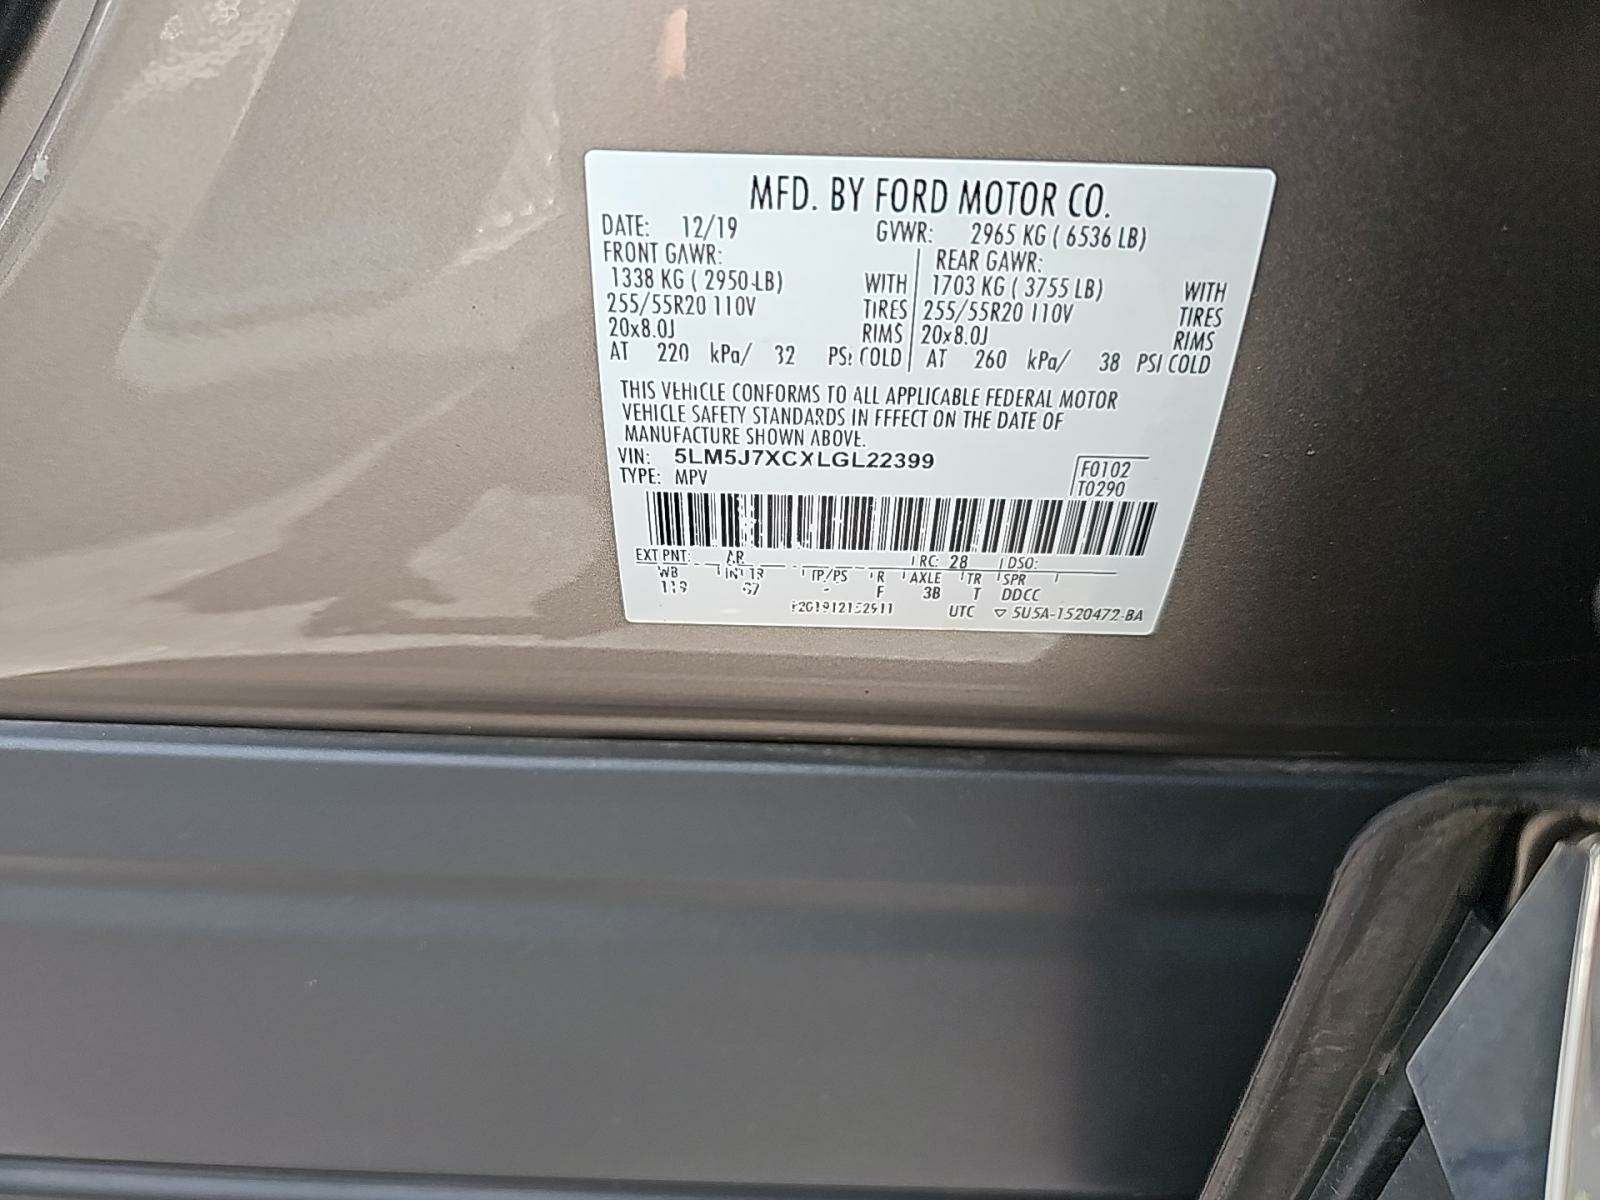 MFD. BY FORD MOTOR CO.
DATE: 12/19 GVWR: 2965 KG ( 6536 LB)
FRONT GAWR: REAR GAWR:
1338 KG ( 2950 LB) WITH 1703 KG ( 3755 LB) WITH
255/55R20 110V TIRES 255/55R20 110V TIRES
20x8.0J RIMS 20x8.0J RIMS
AT 220 kPa/ 32 PSI COLD AT 260 kPa/ 38 PSI COLD
THIS VEHICLE CONFORMS TO ALL APPLICABLE FEDERAL MOTOR
VEHICLE SAFETY STANDARDS IN EFFECT ON THE DATE OF
MANUFACTURE SHOWN ABOVE.
VIN: 5LM5J7XCXLGL22399
TYPE: MPV
F0102
T0290
EXT PNT: RC: 28 DSO:
WB INT TR TP/PS R AXLE TR SPR
119 - F 3B T DDCC
UTC ▽ 5U5A-1520472-BA